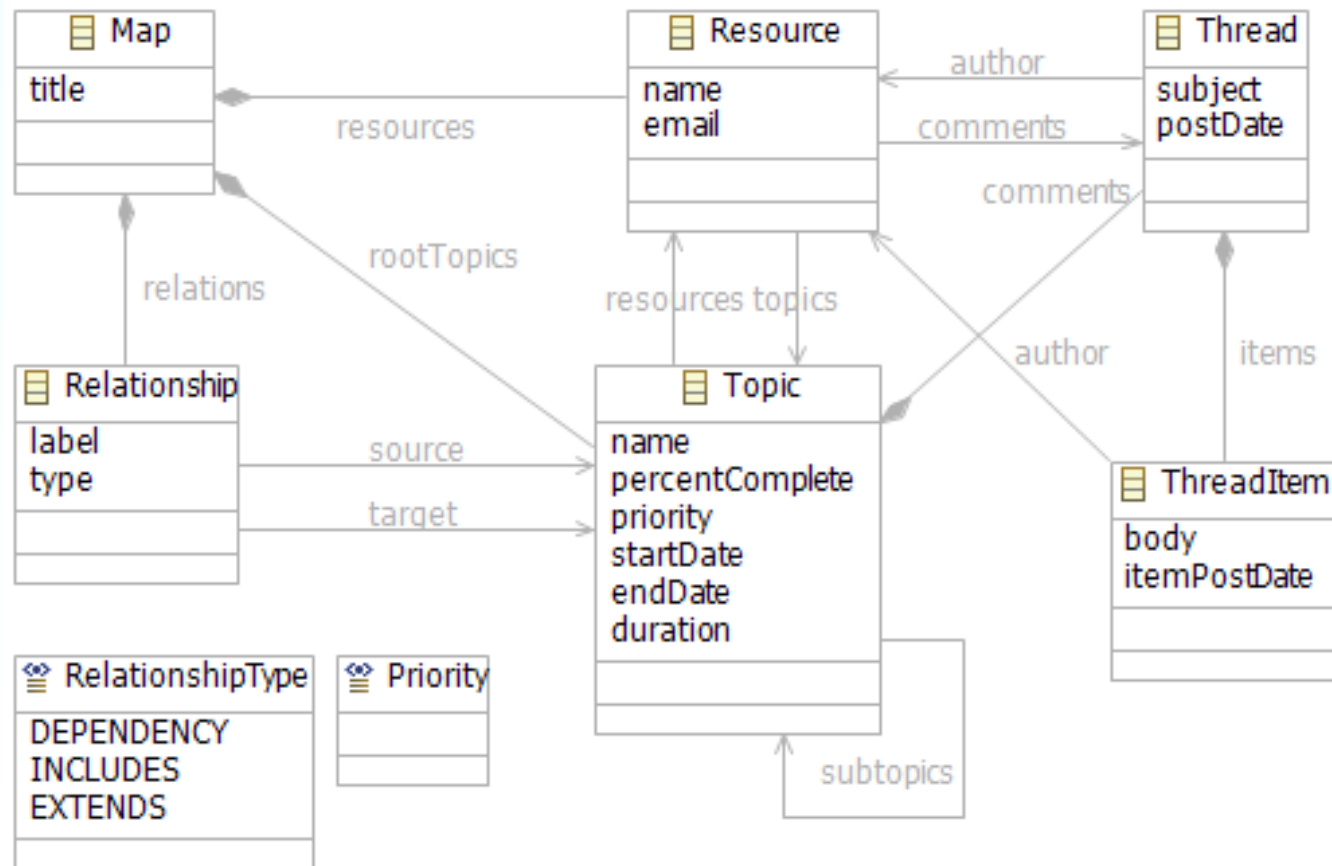 Map
title
Resource
name
email
Thread
subject
postDate
author
comments
resources
comments
rootTopics
relations
resources topics
author
items
Relationship
label
type
source
target
Topic
name
percentComplete
priority
startDate
endDate
duration
ThreadItem
body
itemPostDate
RelationshipType
DEPENDENCY
INCLUDES
EXTENDS
Priority
subtopics